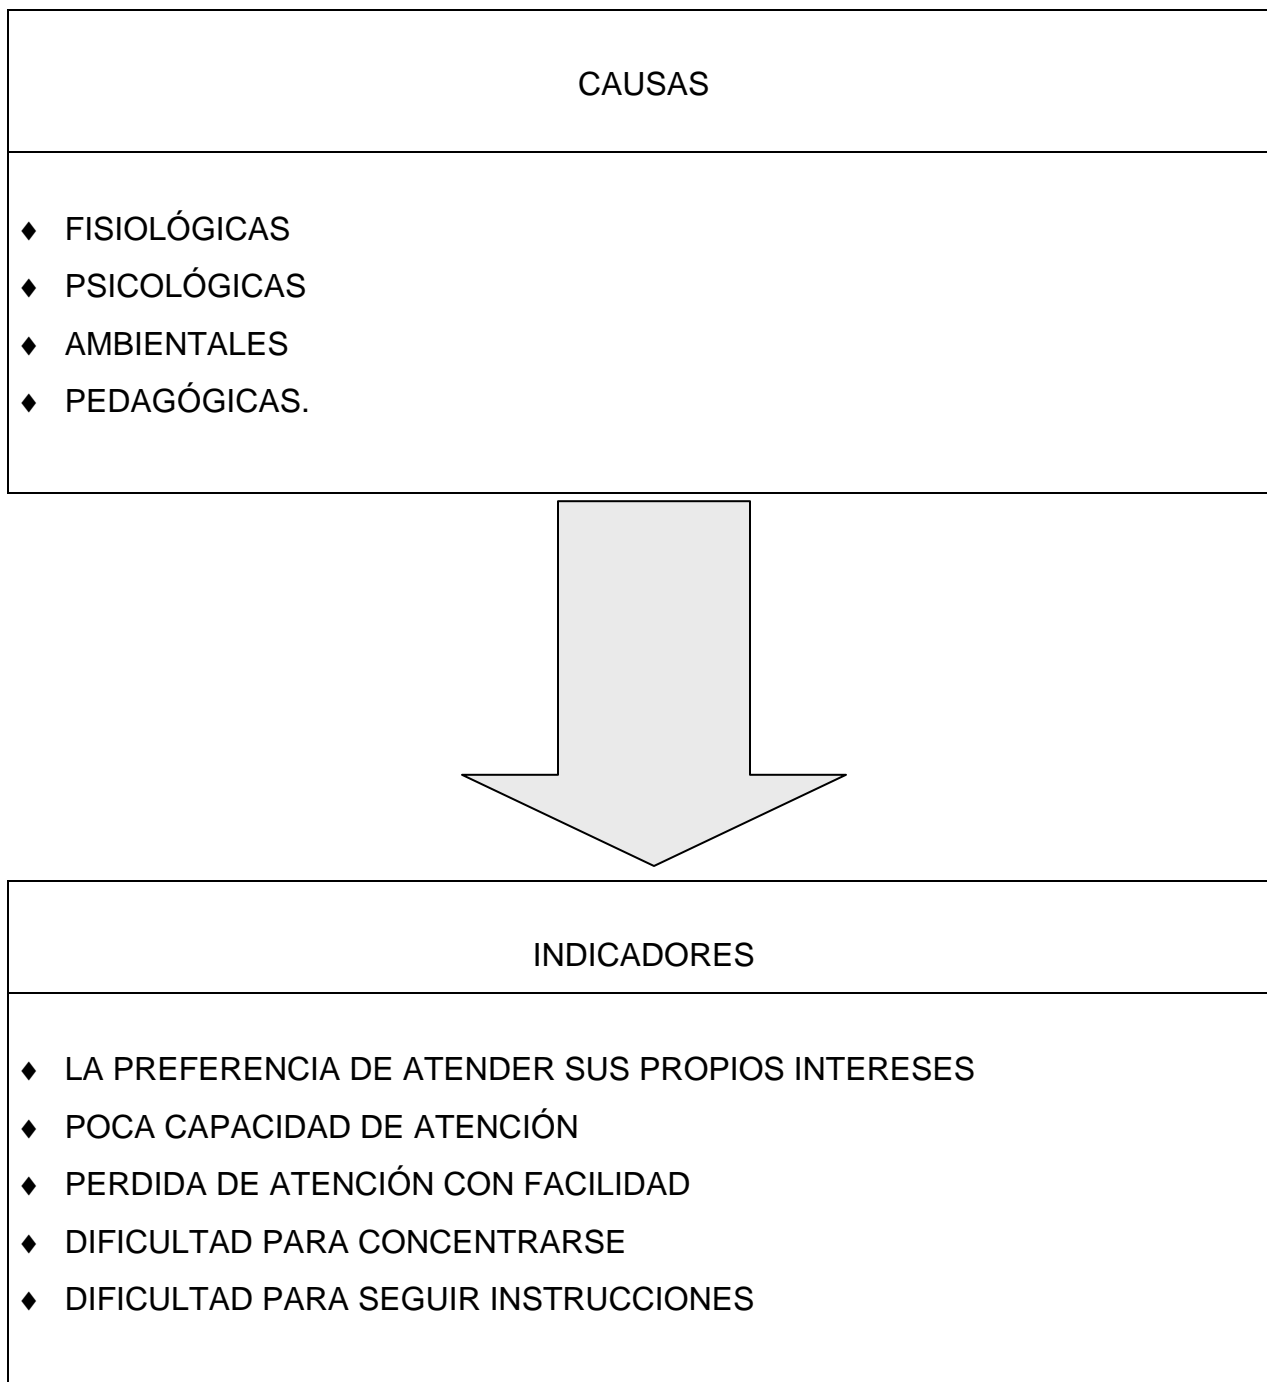 CAUSAS
♦ FISIOLÓGICAS
♦ PSICOLÓGICAS
♦ AMBIENTALES
♦ PEDAGÓGICAS.
INDICADORES
♦ LA PREFERENCIA DE ATENDER SUS PROPIOS INTERESES
♦ POCA CAPACIDAD DE ATENCIÓN
♦ PERDIDA DE ATENCIÓN CON FACILIDAD
♦ DIFICULTAD PARA CONCENTRARSE
♦ DIFICULTAD PARA SEGUIR INSTRUCCIONES